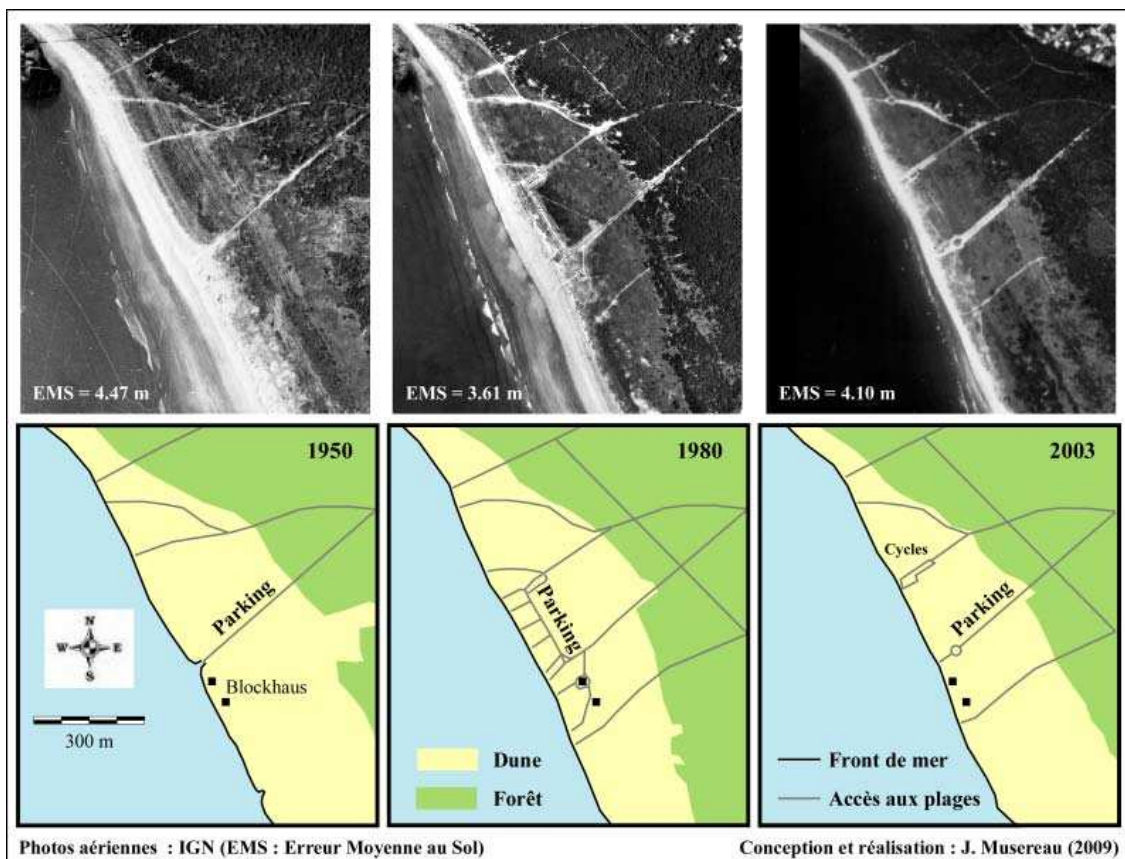 EMS = 4.47 m
EMS = 3.61 m
EMS = 4.10 m
1950
Parking
N
W E
S
Blockhaus
300 m
1980
Parking
Dune
Forêt
2003
Cycles
Parking
Front de mer
Accès aux plages
Photos aériennes : IGN (EMS : Erreur Moyenne au Sol)
Conception et réalisation : J. Musereau (2009)